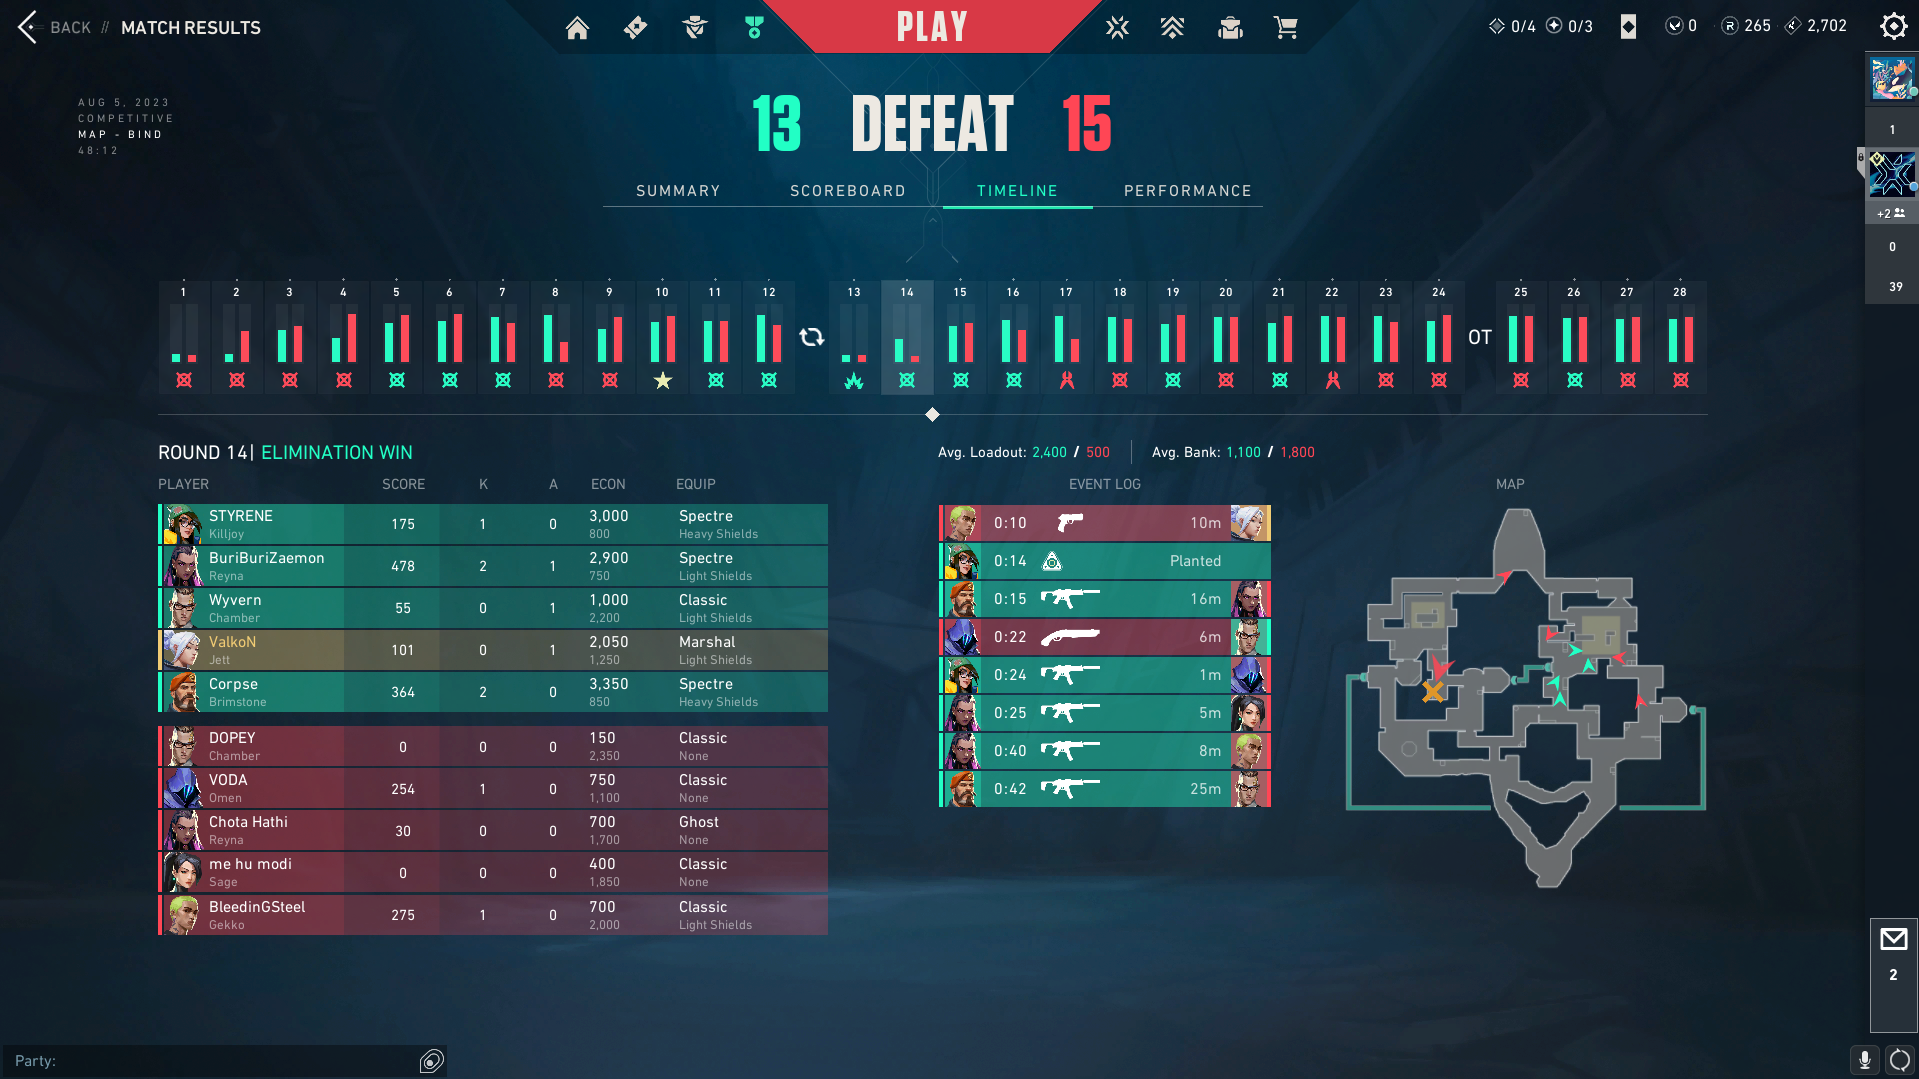 BACK // MATCH RESULTS
PLAY
0/4 0/3 0 265 2,702
AUG 5, 2023
COMPETITIVE
MAP - BIND
48:12
13 DEFEAT 15
SUMMARY SCOREBOARD TIMELINE PERFORMANCE
1
+2
0
39
1 2 3 4 5 6 7 8 9 10 11 12 13 14 15 16 17 18 19 20 21 22 23 24 OT 25 26 27 28
ROUND 14| ELIMINATION WIN
Avg. Loadout: 2,400 / 500 Avg. Bank: 1,100 / 1,800
PLAYER SCORE K A ECON EQUIP
STYRENE 175 1 0 3,000 Spectre
Killjoy 800 Heavy Shields
BuriBuriZaemon 478 2 1 2,900 Spectre
Reyna 750 Light Shields
Wyvern 55 0 1 1,000 Classic
Chamber 2,200 Light Shields
ValkoN 101 0 1 2,050 Marshal
Jett 1,250 Light Shields
Corpse 364 2 0 3,350 Spectre
Brimstone 850 Heavy Shields
DOPEY 0 0 0 150 Classic
Chamber 2,350 None
VODA 254 1 0 750 Classic
Omen 1,100 None
Chota Hathi 30 0 0 700 Ghost
Reyna 1,700 None
me hu modi 0 0 0 400 Classic
Sage 1,850 None
BleedinGSteel 275 1 0 700 Classic
Gekko 2,000 Light Shields
EVENT LOG
0:10 10m
0:14 Planted
0:15 16m
0:22 6m
0:24 1m
0:25 5m
0:40 8m
0:42 25m
MAP
2
Party: